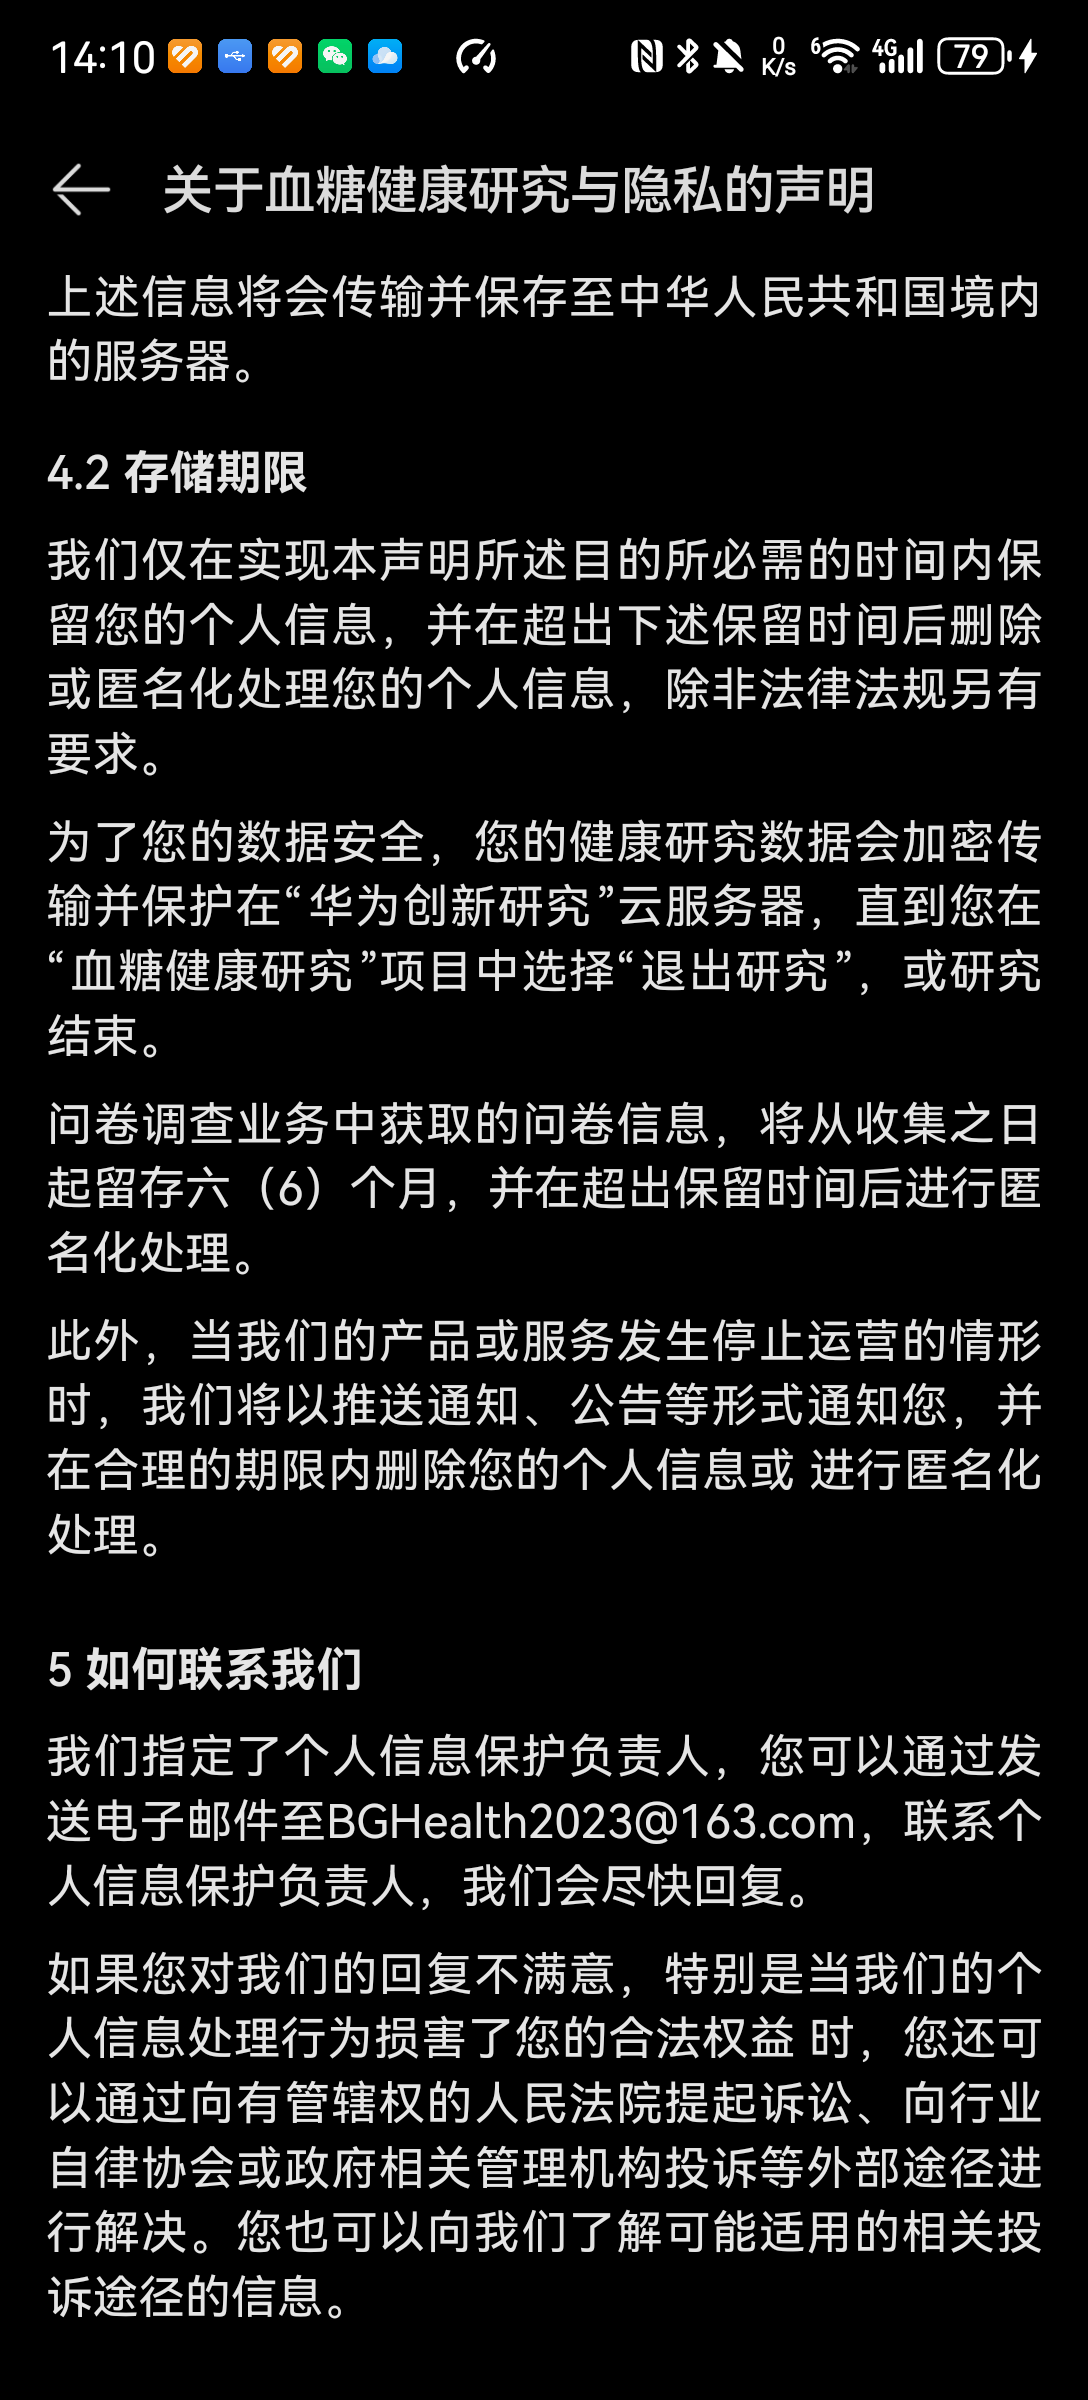 14:10
0
K/s
6
4G
79
关于血糖健康研究与隐私的声明
上述信息将会传输并保存至中华人民共和国境内
的服务器。
4.2 存储期限
我们仅在实现本声明所述目的所必需的时间内保
留您的个人信息，并在超出下述保留时间后删除
或匿名化处理您的个人信息，除非法律法规另有
要求。
为了您的数据安全，您的健康研究数据会加密传
输并保护在“华为创新研究”云服务器，直到您在
“血糖健康研究”项目中选择“退出研究”，或研究
结束。
问卷调查业务中获取的问卷信息，将从收集之日
起留存六（6）个月，并在超出保留时间后进行匿
名化处理。
此外，当我们的产品或服务发生停止运营的情形
时，我们将以推送通知、公告等形式通知您，并
在合理的期限内删除您的个人信息或 进行匿名化
处理。
5 如何联系我们
我们指定了个人信息保护负责人，您可以通过发
送电子邮件至BGHealth2023@163.com，联系个
人信息保护负责人，我们会尽快回复。
如果您对我们的回复不满意，特别是当我们的个
人信息处理行为损害了您的合法权益 时，您还可
以通过向有管辖权的人民法院提起诉讼、向行业
自律协会或政府相关管理机构投诉等外部途径进
行解决。您也可以向我们了解可能适用的相关投
诉途径的信息。